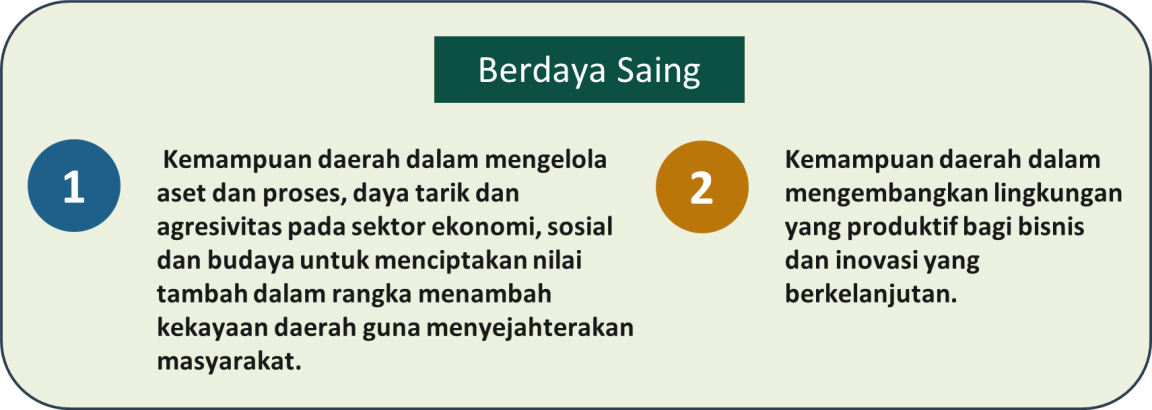 Berdaya Saing
1
Kemampuan daerah dalam mengelola
aset dan proses, daya tarik dan
agresivitas pada sektor ekonomi, sosial
dan budaya untuk menciptakan nilai
tambah dalam rangka menambah
kekayaan daerah guna menyejahterakan
masyarakat.
2
Kemampuan daerah dalam
mengembangkan lingkungan
yang produktif bagi bisnis
dan inovasi yang
berkelanjutan.